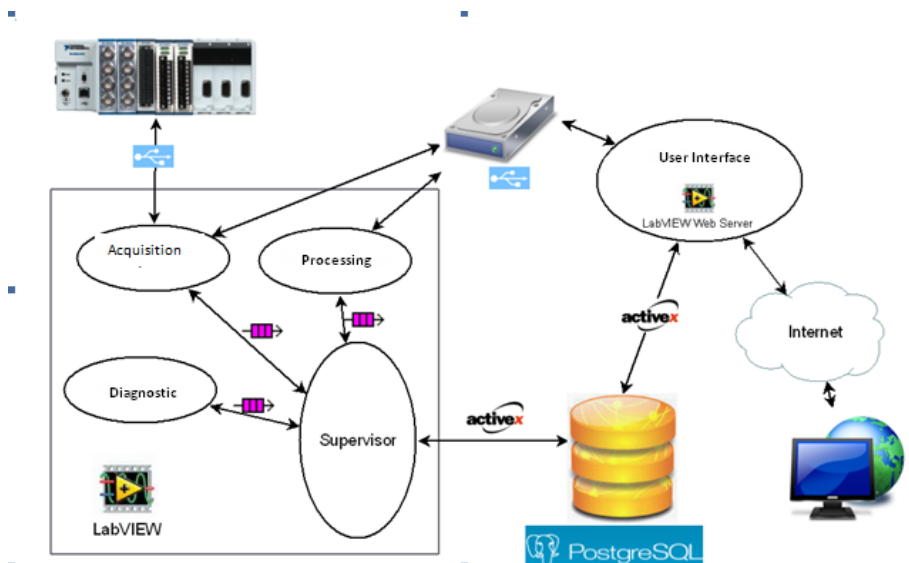 User Interface
LabVIEW Web Server
Acquisition
Processing
activex
Internet
Diagnostic
activex
Supervisor
LabVIEW
PostgreSQL